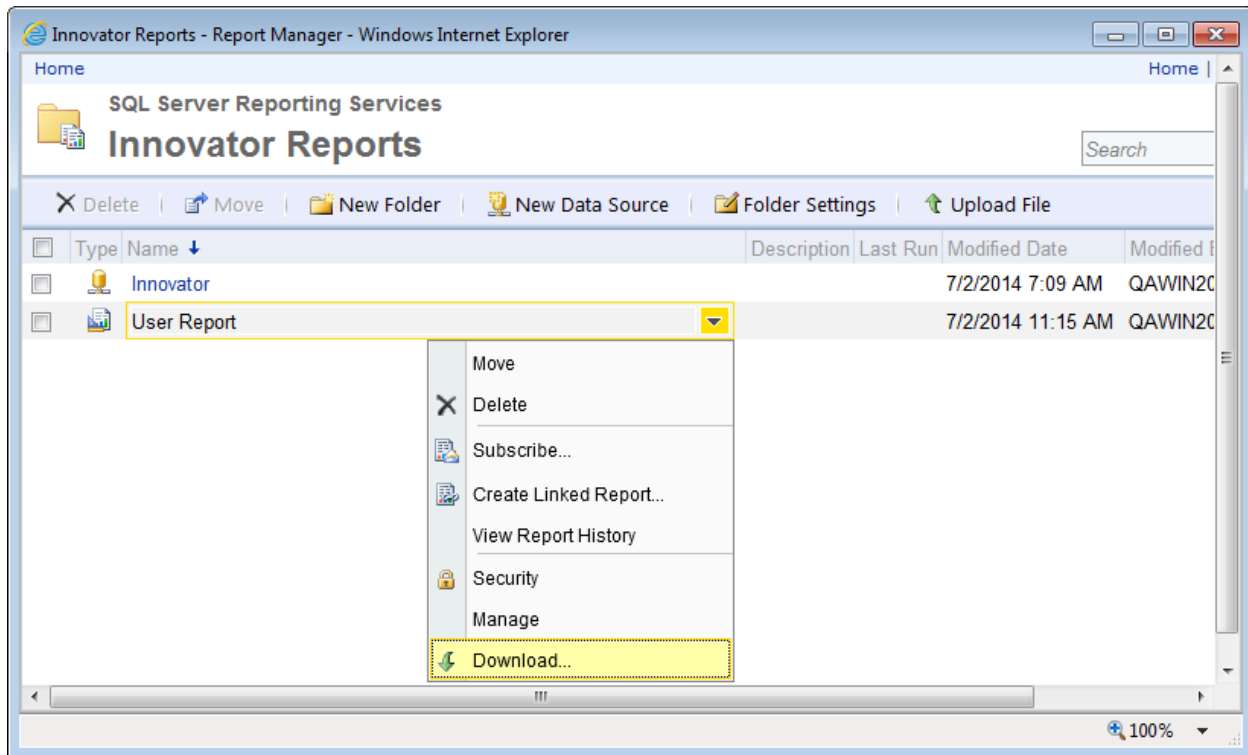 Innovator Reports - Report Manager - Windows Internet Explorer
Home Home |
SQL Server Reporting Services
Innovator Reports
Search
Delete | Move | New Folder | New Data Source | Folder Settings | Upload File
Type Name Description Last Run Modified Date Modified
Innovator 7/2/2014 7:09 AM QAWIN20
User Report 7/2/2014 11:15 AM QAWIN20
Move
Delete
Subscribe...
Create Linked Report...
View Report History
Security
Manage
Download...
100%